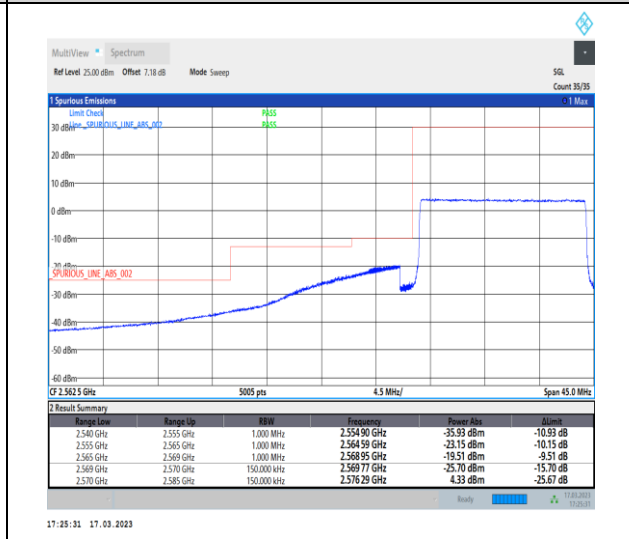 MultiView Spectrum
Ref Level 25.00 dBm Offset 7.18 dB Mode Sweep SGL
Count 35/35
1 Spurious Emissions 1 Max
Limit Check PASS
30 dBm Line _SPURIOUS_LINE_ABS_002 PASS
20 dBm
10 dBm
0 dBm
-10 dBm
-20 dBm
SPURIOUS_LINE_ABS_002
-30 dBm
-40 dBm
-50 dBm
-60 dBm
CF 2.5625 GHz 5005 pts 4.5 MHz/ Span 45.0 MHz
2 Result Summary
Range Low Range Up RBW Frequency Power Abs ΔLimit
2.540 GHz 2.555 GHz 1.000 MHz 2.554 90 GHz -35.93 dBm -10.93 dB
2.555 GHz 2.565 GHz 1.000 MHz 2.564 59 GHz -23.15 dBm -10.15 dB
2.565 GHz 2.569 GHz 1.000 MHz 2.568 95 GHz -19.51 dBm -9.51 dB
2.569 GHz 2.570 GHz 150.000 kHz 2.569 77 GHz -25.70 dBm -15.70 dB
2.570 GHz 2.585 GHz 150.000 kHz 2.576 29 GHz 4.33 dBm -25.67 dB
Ready 17.03.2023
17:25:31
17:25:31 17.03.2023